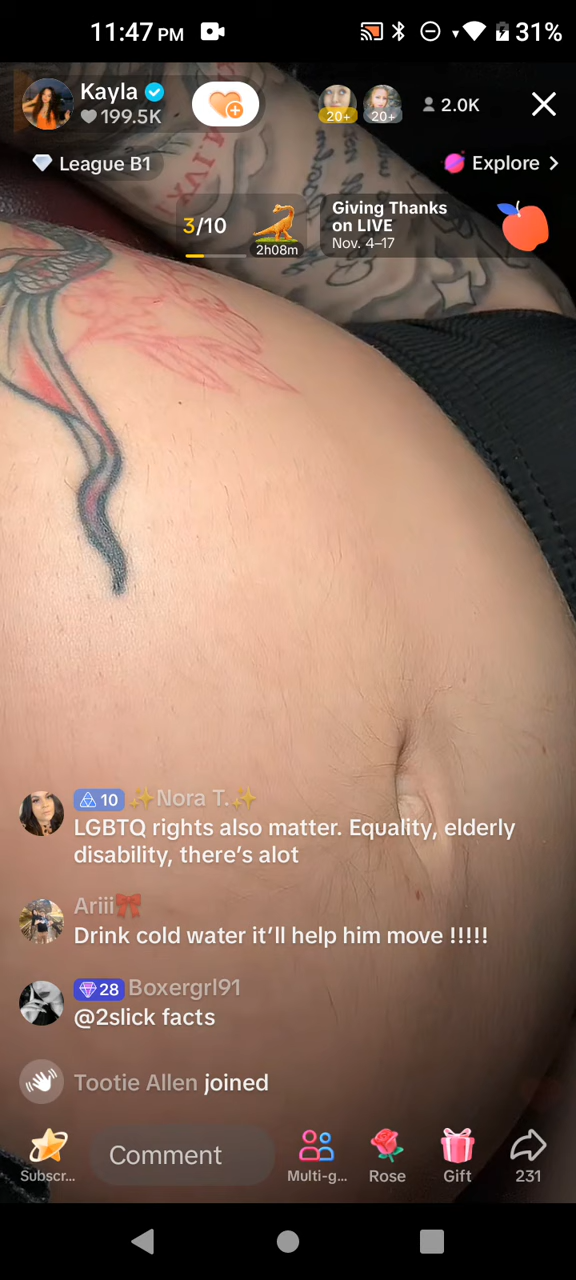 11:47 PM
31%
Kayla
199.5K
20+
20+
2.0K
League B1
Explore
3/10
2h08m
Giving Thanks
on LIVE
Nov. 4–17
10 ✨Nora T.✨
LGBTQ rights also matter. Equality, elderly
disability, there’s alot
Ariii🎀
Drink cold water it’ll help him move !!!!!
28 Boxergrl91
@2slick facts
Tootie Allen joined
Comment
Subscr...
Multi-g...
Rose
Gift
231